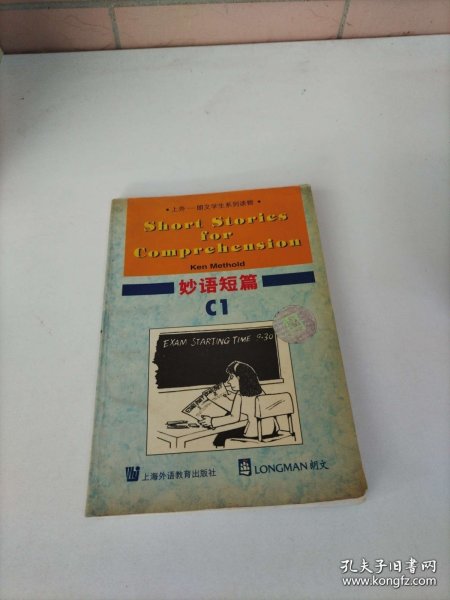 • 上外—朗文学生系列读物 •
Short Stories
for
Comprehension
Ken Methold
妙语短篇
C1
EXAM STARTING TIME 9.30
上海外语教育出版社
LONGMAN 朗文
孔夫子旧书网
www.kongfz.com